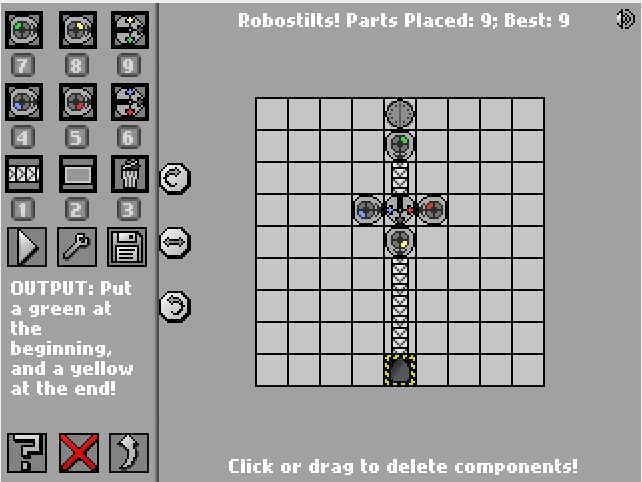 Robostilts! Parts Placed: 9; Best: 9
7 8 9
4 5 6
1 2 3
OUTPUT: Put
a green at
the
beginning,
and a yellow
at the end!
?
Click or drag to delete components!